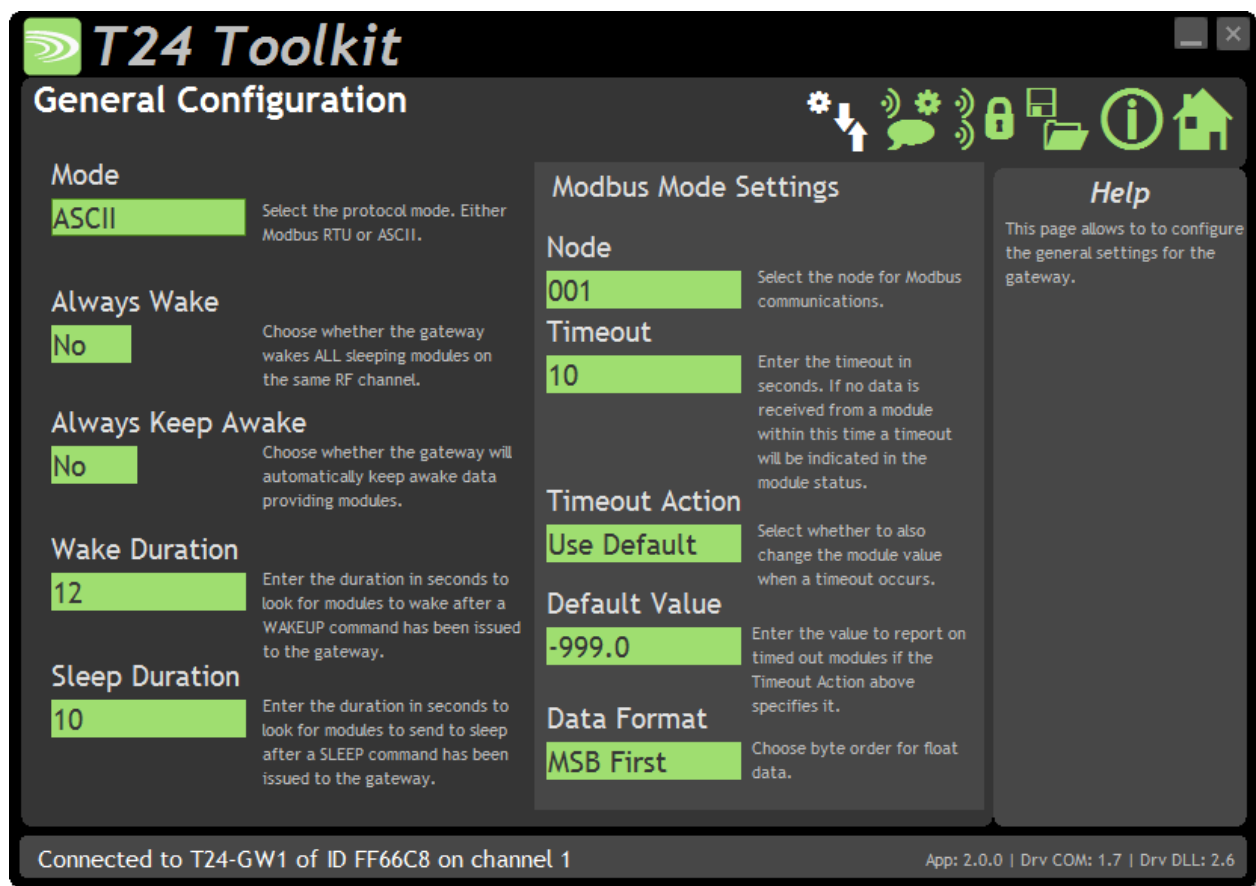 T24 Toolkit
General Configuration
Mode
ASCII
Select the protocol mode. Either
Modbus RTU or ASCII.
Always Wake
No
Choose whether the gateway
wakes ALL sleeping modules on
the same RF channel.
Always Keep Awake
No
Choose whether the gateway will
automatically keep awake data
providing modules.
Wake Duration
12
Enter the duration in seconds to
look for modules to wake after a
WAKEUP command has been issued
to the gateway.
Sleep Duration
10
Enter the duration in seconds to
look for modules to send to sleep
after a SLEEP command has been
issued to the gateway.
Modbus Mode Settings
Node
001
Select the node for Modbus
communications.
Timeout
10
Enter the timeout in
seconds. If no data is
received from a module
within this time a timeout
will be indicated in the
module status.
Timeout Action
Use Default
Select whether to also
change the module value
when a timeout occurs.
Default Value
-999.0
Enter the value to report on
timed out modules if the
Timeout Action above
specifies it.
Data Format
MSB First
Choose byte order for float
data.
Help
This page allows to to configure
the general settings for the
gateway.
Connected to T24-GW1 of ID FF66C8 on channel 1
App: 2.0.0 | Drv COM: 1.7 | Drv DLL: 2.6